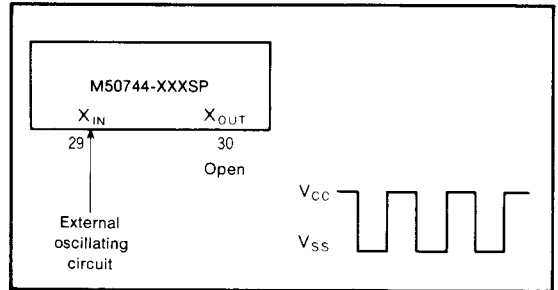 M50744-XXXSP
XIN XOUT
29 30
Open
External
oscillating
circuit
VCC
VSS